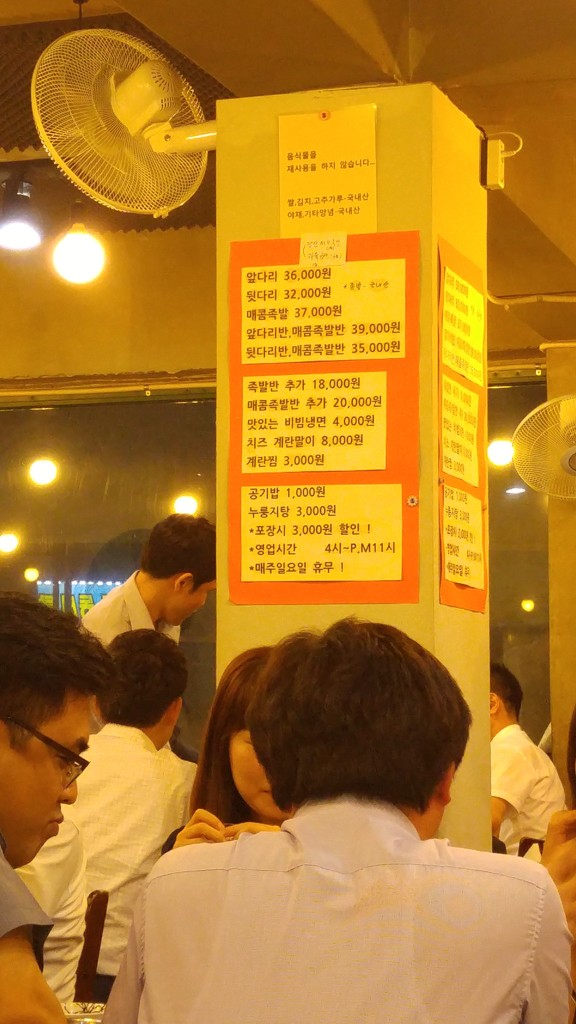 음식물을
재사용을 하지 않습니다..
쌀,김치,고추가루-국내산
야채,기타양념-국내산
앞다리 36,000원
뒷다리 32,000원
족발 - 국내산
매콤족발 37,000원
앞다리반,매콤족발반 39,000원
뒷다리반,매콤족발반 35,000원
족발반 추가 18,000원
매콤족발반 추가 20,000원
맛있는 비빔냉면 4,000원
치즈 계란말이 8,000원
계란찜 3,000원
공기밥 1,000원
누룽지탕 3,000원
*포장시 3,000원 할인 !
*영업시간 4시~P,M11시
*매주일요일 휴무 !